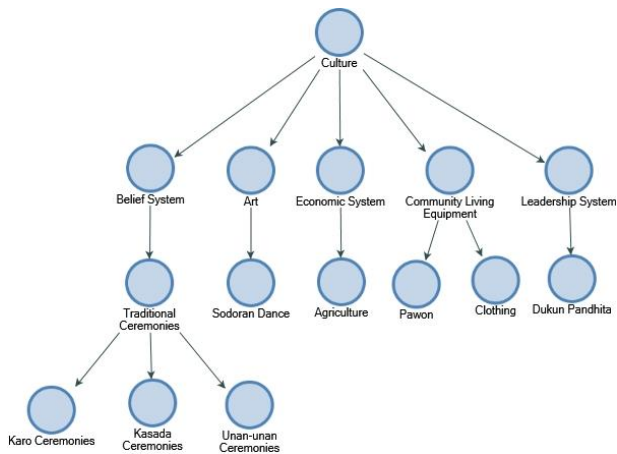 Culture
Belief System
Art
Economic System
Community Living
Equipment
Leadership System
Traditional
Ceremonies
Sodoran Dance
Agriculture
Pawon
Clothing
Dukun Pandhita
Karo Ceremonies
Kasada
Ceremonies
Unan-unan
Ceremonies